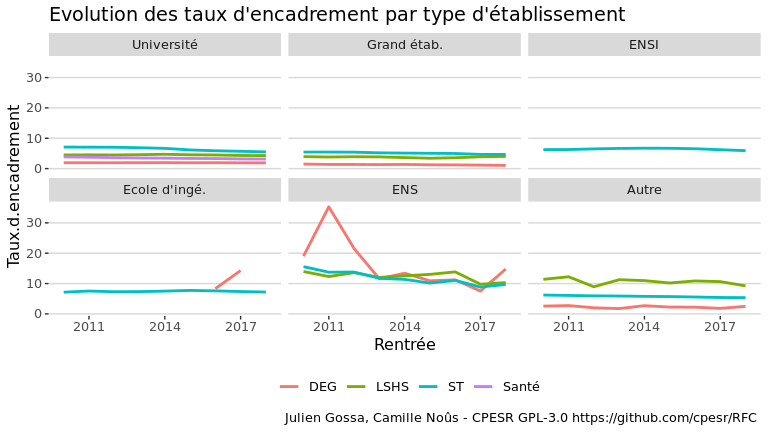 Evolution des taux d'encadrement par type d'établissement
Université
Grand étab.
ENSI
30
20
10
0
Ecole d'ingé.
ENS
Autre
30
20
10
0
2011
2014
2017
2011
2014
2017
2011
2014
2017
Taux.d.encadrement
Rentrée
DEG
LSHS
ST
Santé
Julien Gossa, Camille Noûs - CPESR GPL-3.0 https://github.com/cpesr/RFC